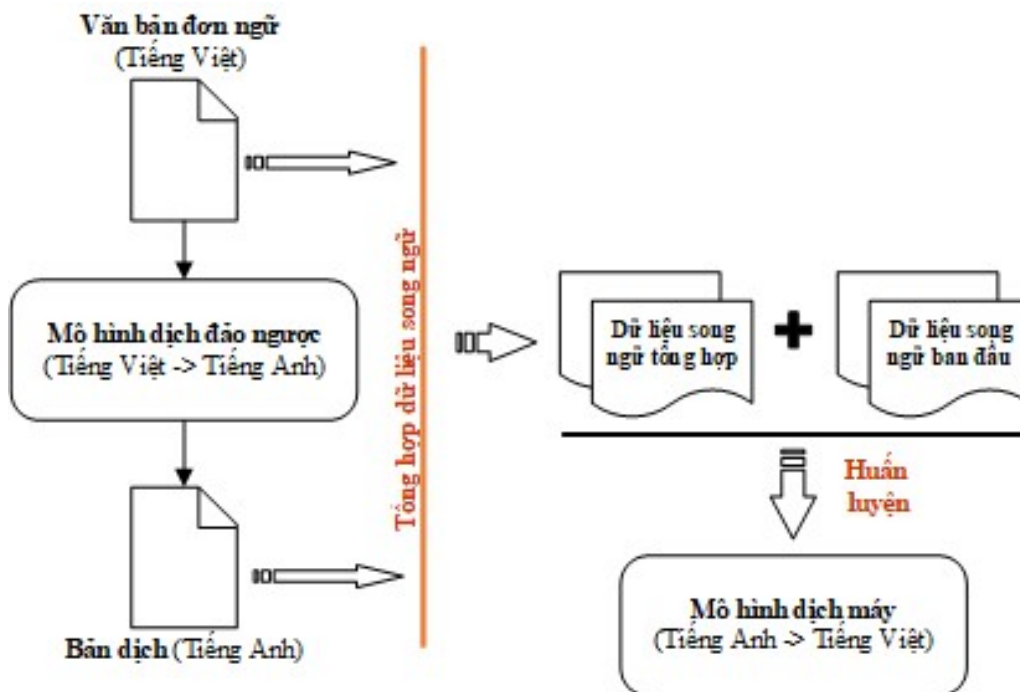 Văn bản đơn ngữ
(Tiếng Việt)
Mô hình dịch đảo ngược
(Tiếng Việt -> Tiếng Anh)
Bản dịch (Tiếng Anh)
Tổng hợp dữ liệu song ngữ
Dữ liệu song
ngữ tổng hợp
Dữ liệu song
ngữ ban đầu
Huấn
luyện
Mô hình dịch máy
(Tiếng Anh -> Tiếng Việt)